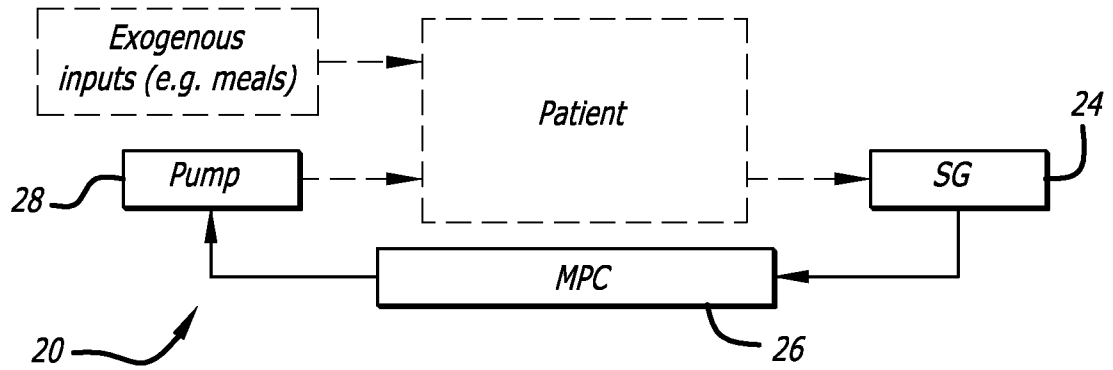 Exogenous
inputs (e.g. meals)
Patient
24
Pump
SG
28
MPC
20
26